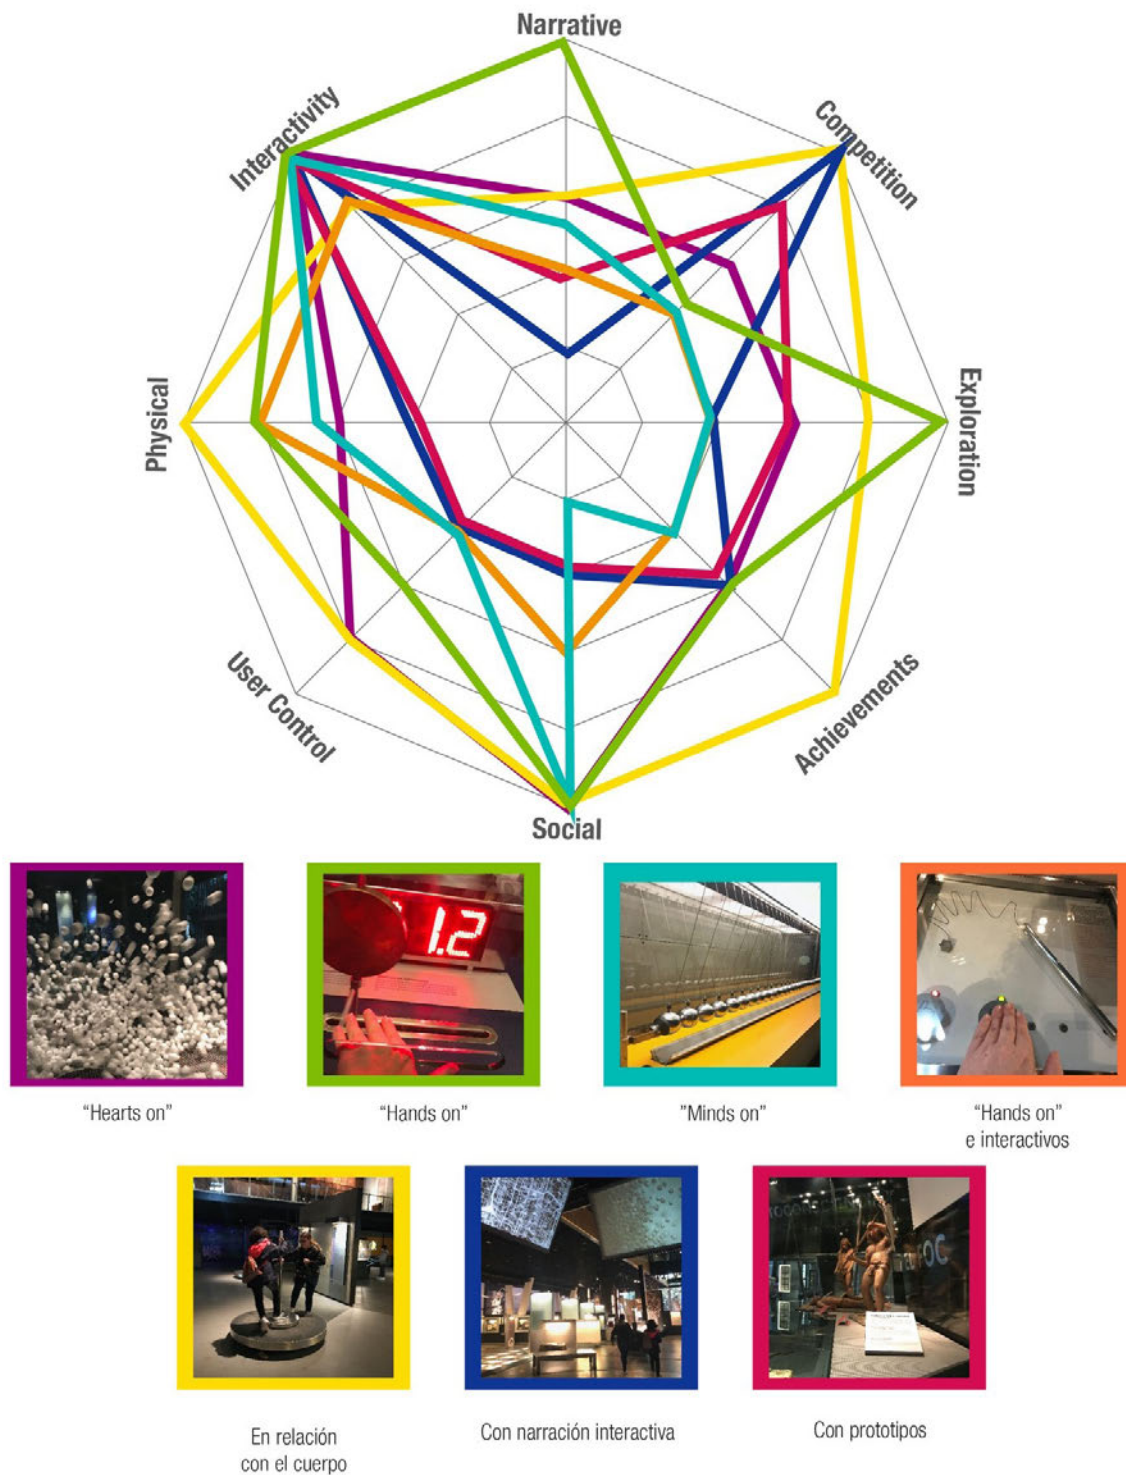 Narrative
Interactivity
Competition
Physical
Exploration
User Control
Achievements
Social
1.2
“Hearts on”
“Hands on”
”Minds on”
“Hands on”
e interactivos
FOC
En relación
con el cuerpo
Con narración interactiva
Con prototipos